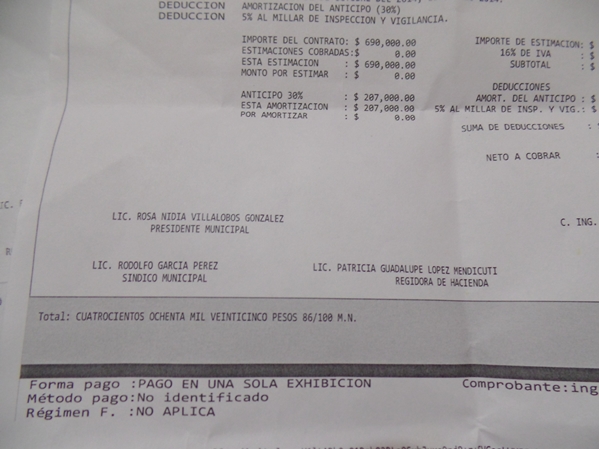 DEDUCCION AMORTIZACION DEL ANTICIPO (30%)
DEDUCCION 5% AL MILLAR DE INSPECCION Y VIGILANCIA.
IMPORTE DEL CONTRATO: $ 690,000.00 IMPORTE DE ESTIMACION: $
ESTIMACIONES COBRADAS:$ 0.00 16% DE IVA : $
ESTA ESTIMACION : $ 690,000.00 SUBTOTAL : $
MONTO POR ESTIMAR : $ 0.00
DEDUCCIONES
ANTICIPO 30% : $ 207,000.00 AMORT. DEL ANTICIPO : $
ESTA AMORTIZACION : $ 207,000.00 5% AL MILLAR DE INSP. Y VIG.: $
POR AMORTIZAR : $ 0.00
SUMA DE DEDUCCIONES :
NETO A COBRAR :
LIC. ROSA NIDIA VILLALOBOS GONZALEZ C. ING.
PRESIDENTE MUNICIPAL
LIC. RODOLFO GARCIA PEREZ LIC. PATRICIA GUADALUPE LOPEZ MENDICUTI
SINDICO MUNICIPAL REGIDORA DE HACIENDA
Total: CUATROCIENTOS OCHENTA MIL VEINTICINCO PESOS 86/100 M.N.
Forma pago :PAGO EN UNA SOLA EXHIBICION Comprobante:ing
Método pago:No identificado
Régimen F. :NO APLICA